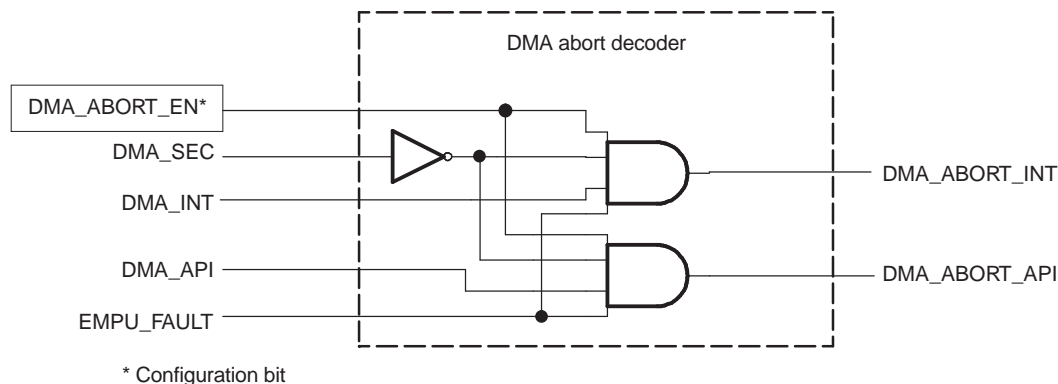 DMA abort decoder
DMA_ABORT_EN*
DMA_SEC
DMA_INT
DMA_API
EMPU_FAULT
DMA_ABORT_INT
DMA_ABORT_API
* Configuration bit